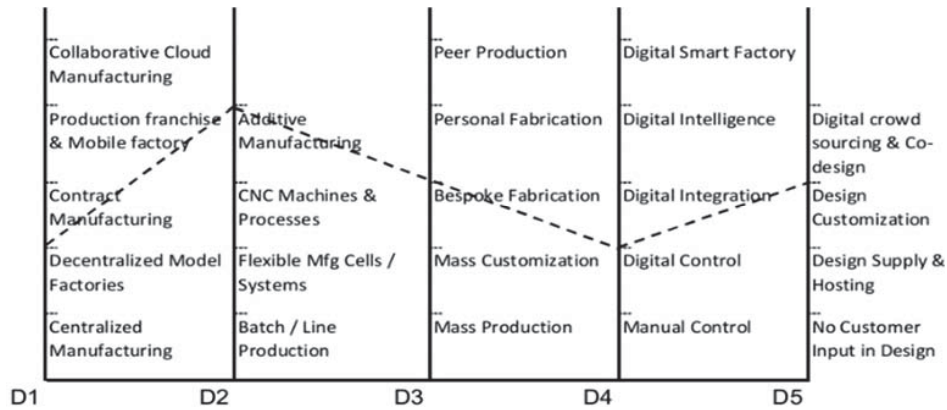 Collaborative Cloud
Manufacturing
Production franchise
& Mobile factory
Contract
Manufacturing
Decentralized Model
Factories
Centralized
Manufacturing
Additive
Manufacturing
CNC Machines &
Processes
Flexible Mfg Cells /
Systems
Batch / Line
Production
Peer Production
Personal Fabrication
Bespoke Fabrication
Mass Customization
Mass Production
Digital Smart Factory
Digital Intelligence
Digital Integration
Digital Control
Manual Control
Digital crowd
sourcing & Co-
design
Design
Customization
Design Supply &
Hosting
No Customer
Input in Design
D1
D2
D3
D4
D5